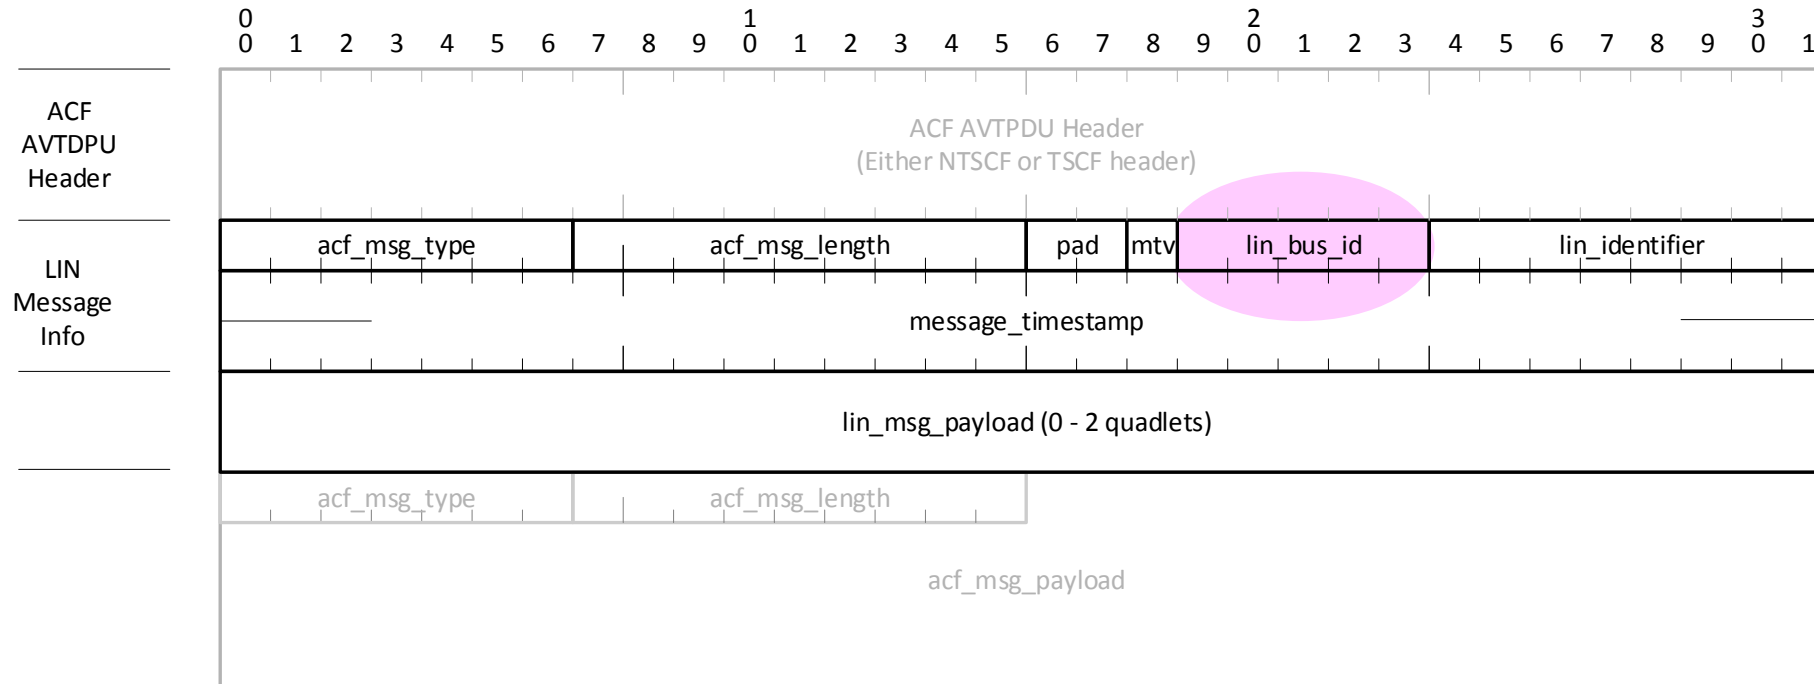 0 1 2 3
0 1 2 3 4 5 6 7 8 9 0 1 2 3 4 5 6 7 8 9 0 1 2 3 4 5 6 7 8 9 0 1
ACF
AVTDPU
Header
ACF AVTPDU Header
(Either NTSCF or TSCF header)
LIN
Message
Info
acf_msg_type acf_msg_length pad mtv lin_bus_id lin_identifier
message_timestamp
lin_msg_payload (0 - 2 quadlets)
acf_msg_type acf_msg_length
acf_msg_payload